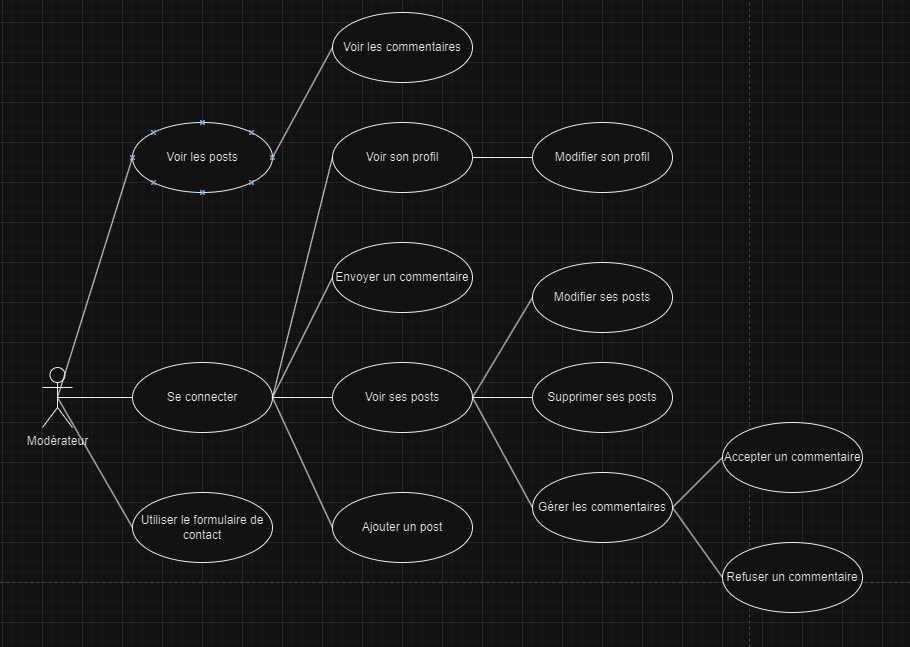 Voir les commentaires
Voir les posts
Voir son profil
Modifier son profil
Envoyer un commentaire
Modifier ses posts
Se connecter
Voir ses posts
Supprimer ses posts
Modérateur
Accepter un commentaire
Gérer les commentaires
Utiliser le formulaire de
contact
Ajouter un post
Refuser un commentaire